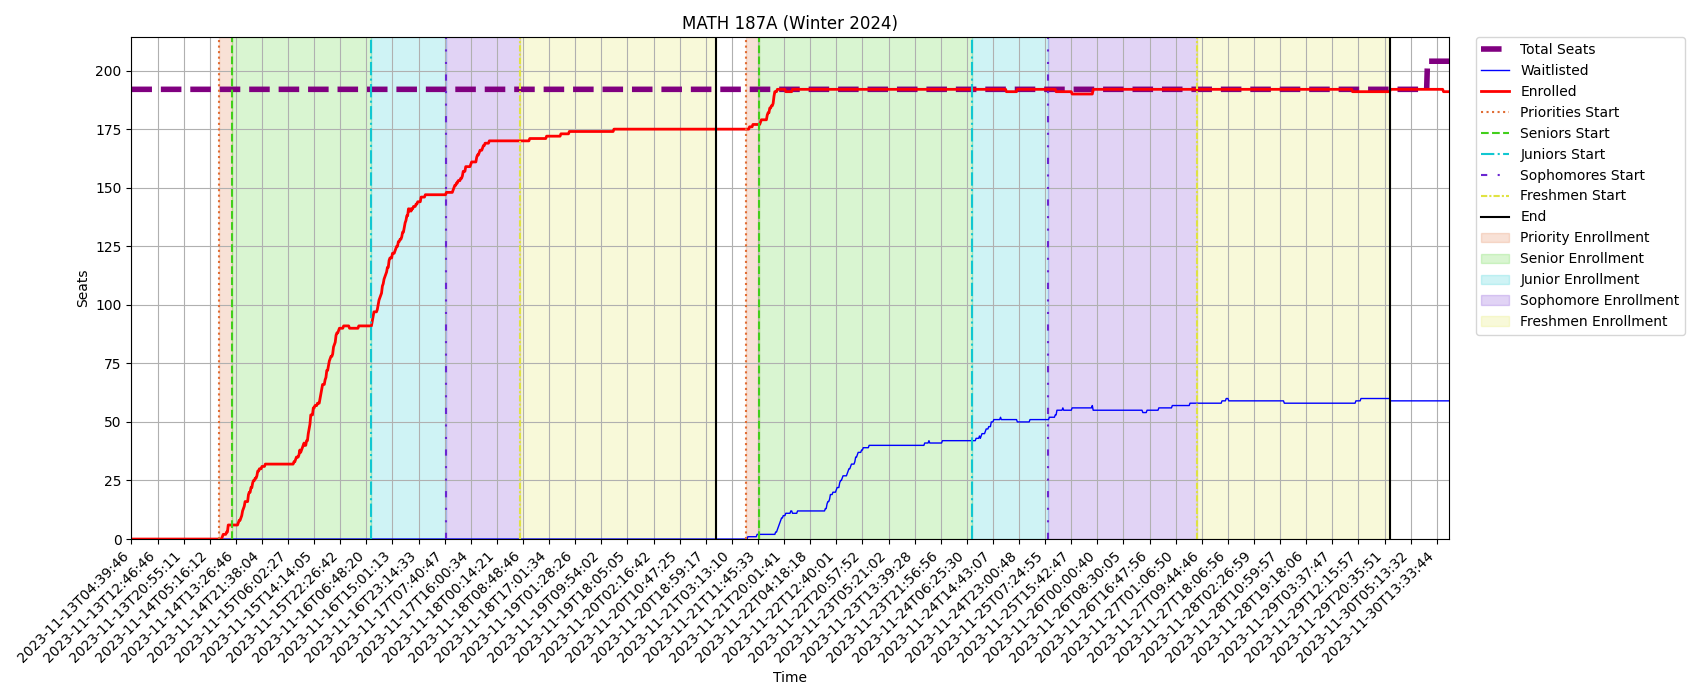 MATH 187A (Winter 2024)
Seats
200
175
150
125
100
75
50
25
0
2023-11-13T04:39:46
2023-11-13T12:46:46
2023-11-13T20:55:11
2023-11-14T05:16:12
2023-11-14T13:26:46
2023-11-14T21:38:04
2023-11-15T06:02:27
2023-11-15T14:14:05
2023-11-15T22:26:42
2023-11-16T06:48:20
2023-11-16T15:01:13
2023-11-16T23:14:33
2023-11-17T07:40:47
2023-11-17T16:00:34
2023-11-18T00:14:21
2023-11-18T08:48:46
2023-11-18T17:01:34
2023-11-19T01:28:26
2023-11-19T09:54:02
2023-11-19T18:05:05
2023-11-20T02:16:42
2023-11-20T10:47:25
2023-11-20T18:59:17
2023-11-21T03:13:10
2023-11-21T11:45:33
2023-11-21T20:01:41
2023-11-22T04:18:18
2023-11-22T12:40:01
2023-11-22T20:57:52
2023-11-23T05:21:02
2023-11-23T13:39:28
2023-11-23T21:56:56
2023-11-24T06:25:30
2023-11-24T14:43:07
2023-11-24T23:00:48
2023-11-25T07:24:55
2023-11-25T15:42:47
2023-11-26T00:00:40
2023-11-26T08:30:05
2023-11-26T16:47:56
2023-11-27T01:06:50
2023-11-27T09:44:46
2023-11-27T18:06:56
2023-11-28T02:26:59
2023-11-28T10:59:57
2023-11-28T19:18:06
2023-11-29T03:37:47
2023-11-29T12:15:57
2023-11-29T20:35:51
2023-11-30T05:13:32
2023-11-30T13:33:44
Time
Total Seats
Waitlisted
Enrolled
Priorities Start
Seniors Start
Juniors Start
Sophomores Start
Freshmen Start
End
Priority Enrollment
Senior Enrollment
Junior Enrollment
Sophomore Enrollment
Freshmen Enrollment